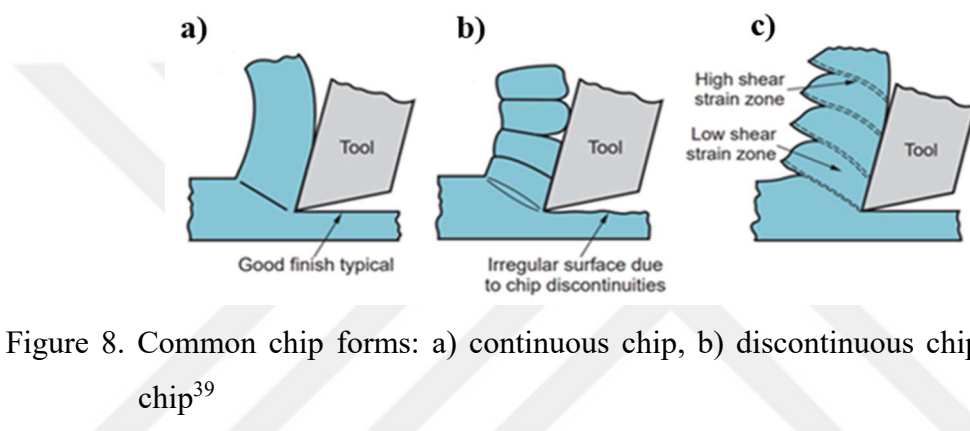 a)
b)
c)
Tool
Good finish typical
Tool
Irregular surface due
to chip discontinuities
High shear
strain zone
Low shear
strain zone
Tool
Figure 8. Common chip forms: a) continuous chip, b) discontinuous chip
chip39